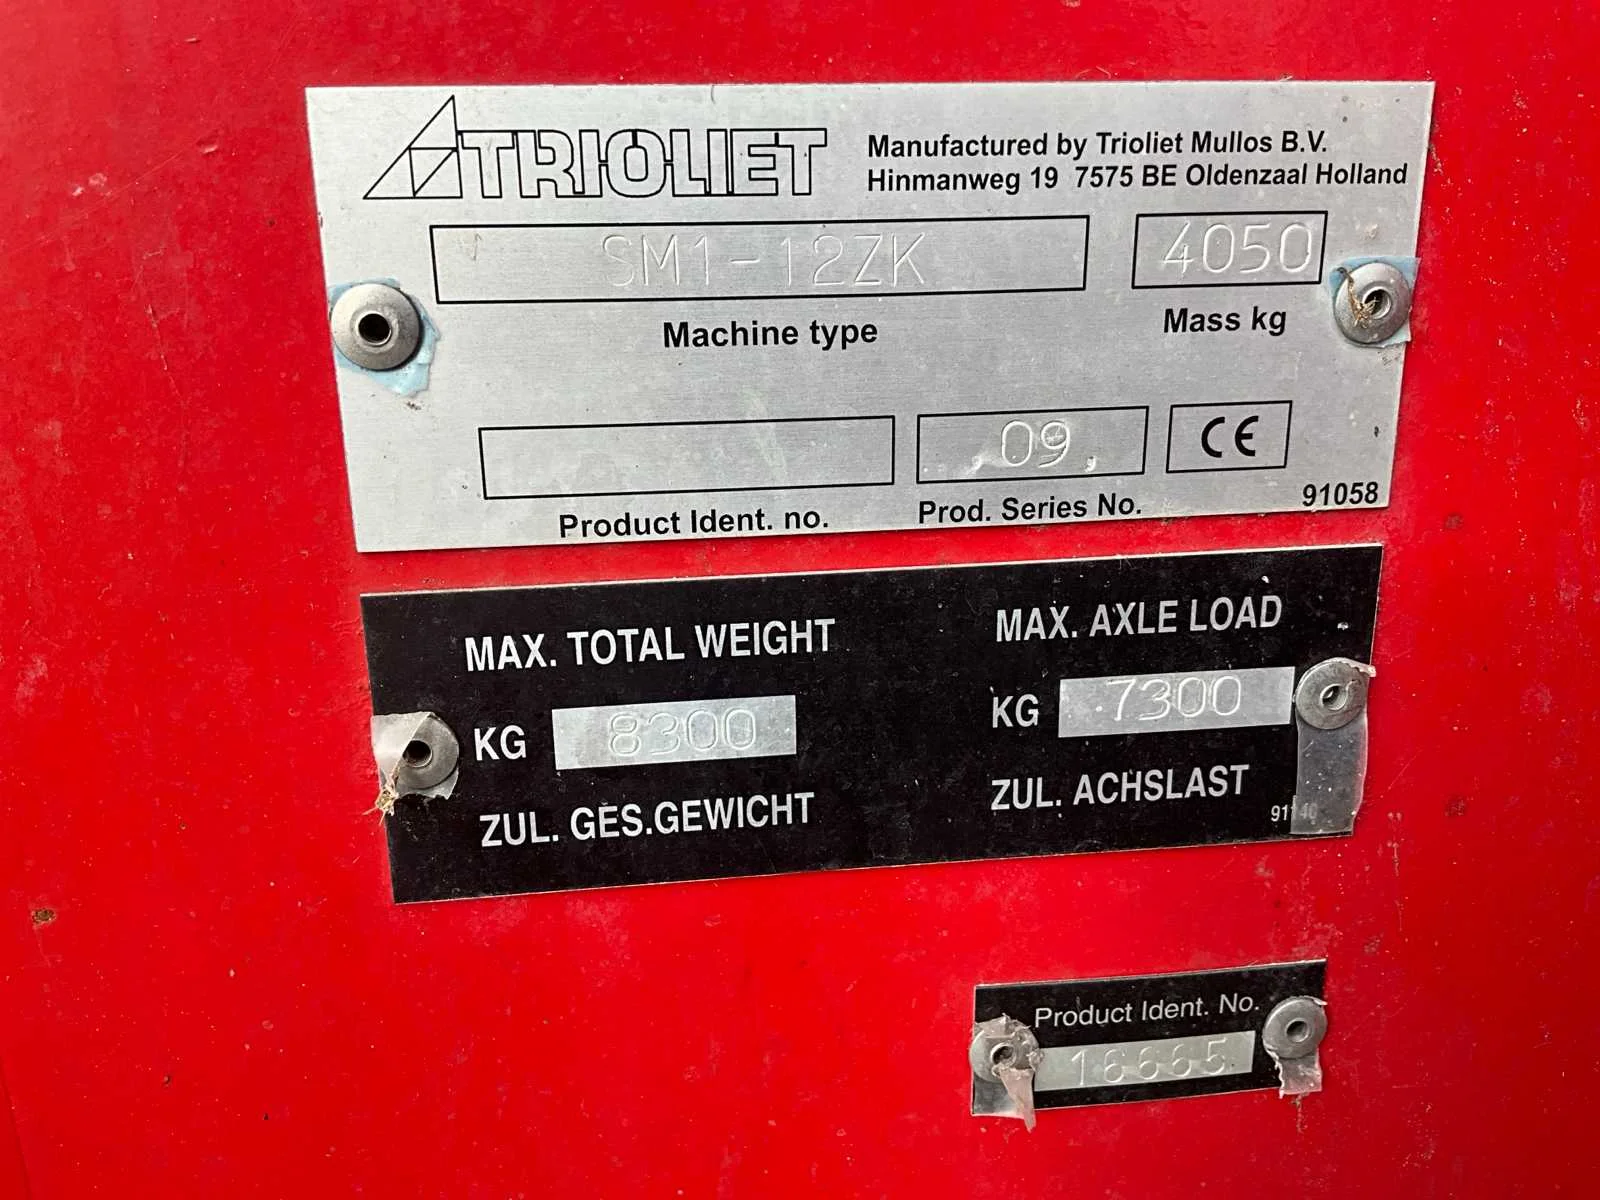 TRIOLIET
Manufactured by Trioliet Mullos B.V.
Hinmanweg 19 7575 BE Oldenzaal Holland
SM1-12ZK
4050
Machine type
Mass kg
09
CE
Product Ident. no.
Prod. Series No.
91058
MAX. TOTAL WEIGHT
KG 8300
ZUL. GES.GEWICHT
MAX. AXLE LOAD
KG 7300
ZUL. ACHSLAST
91140
Product Ident. No.
16665